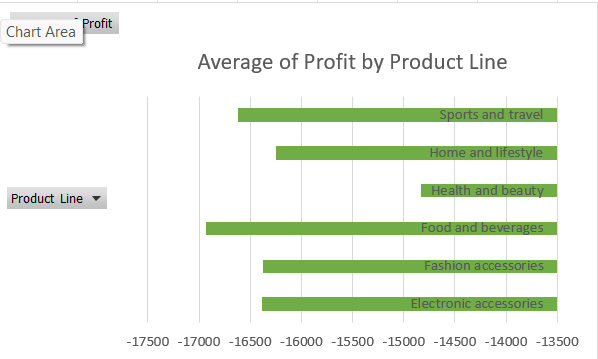 f Profit
Chart Area
Average of Profit by Product Line
Sports and travel
Home and lifestyle
Health and beauty
Product Line
Food and beverages
Fashion accessories
Electronic accessories
-17500 -17000 -16500 -16000 -15500 -15000 -14500 -14000 -13500